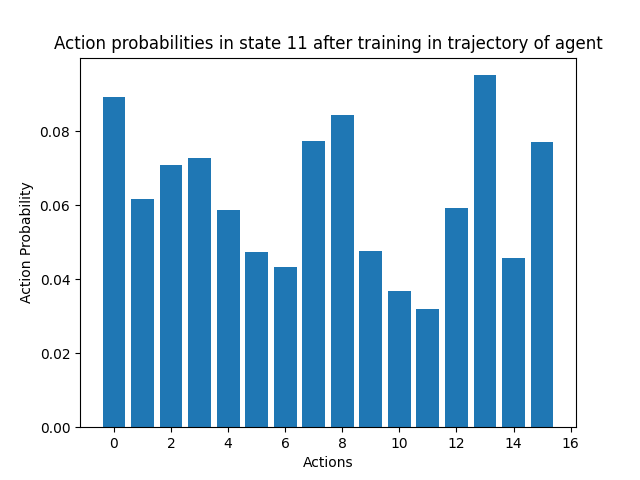 Action probabilities in state 11 after training in trajectory of agent
Action Probability
0.08
0.06
0.04
0.02
0.00
0 2 4 6 8 10 12 14 16
Actions